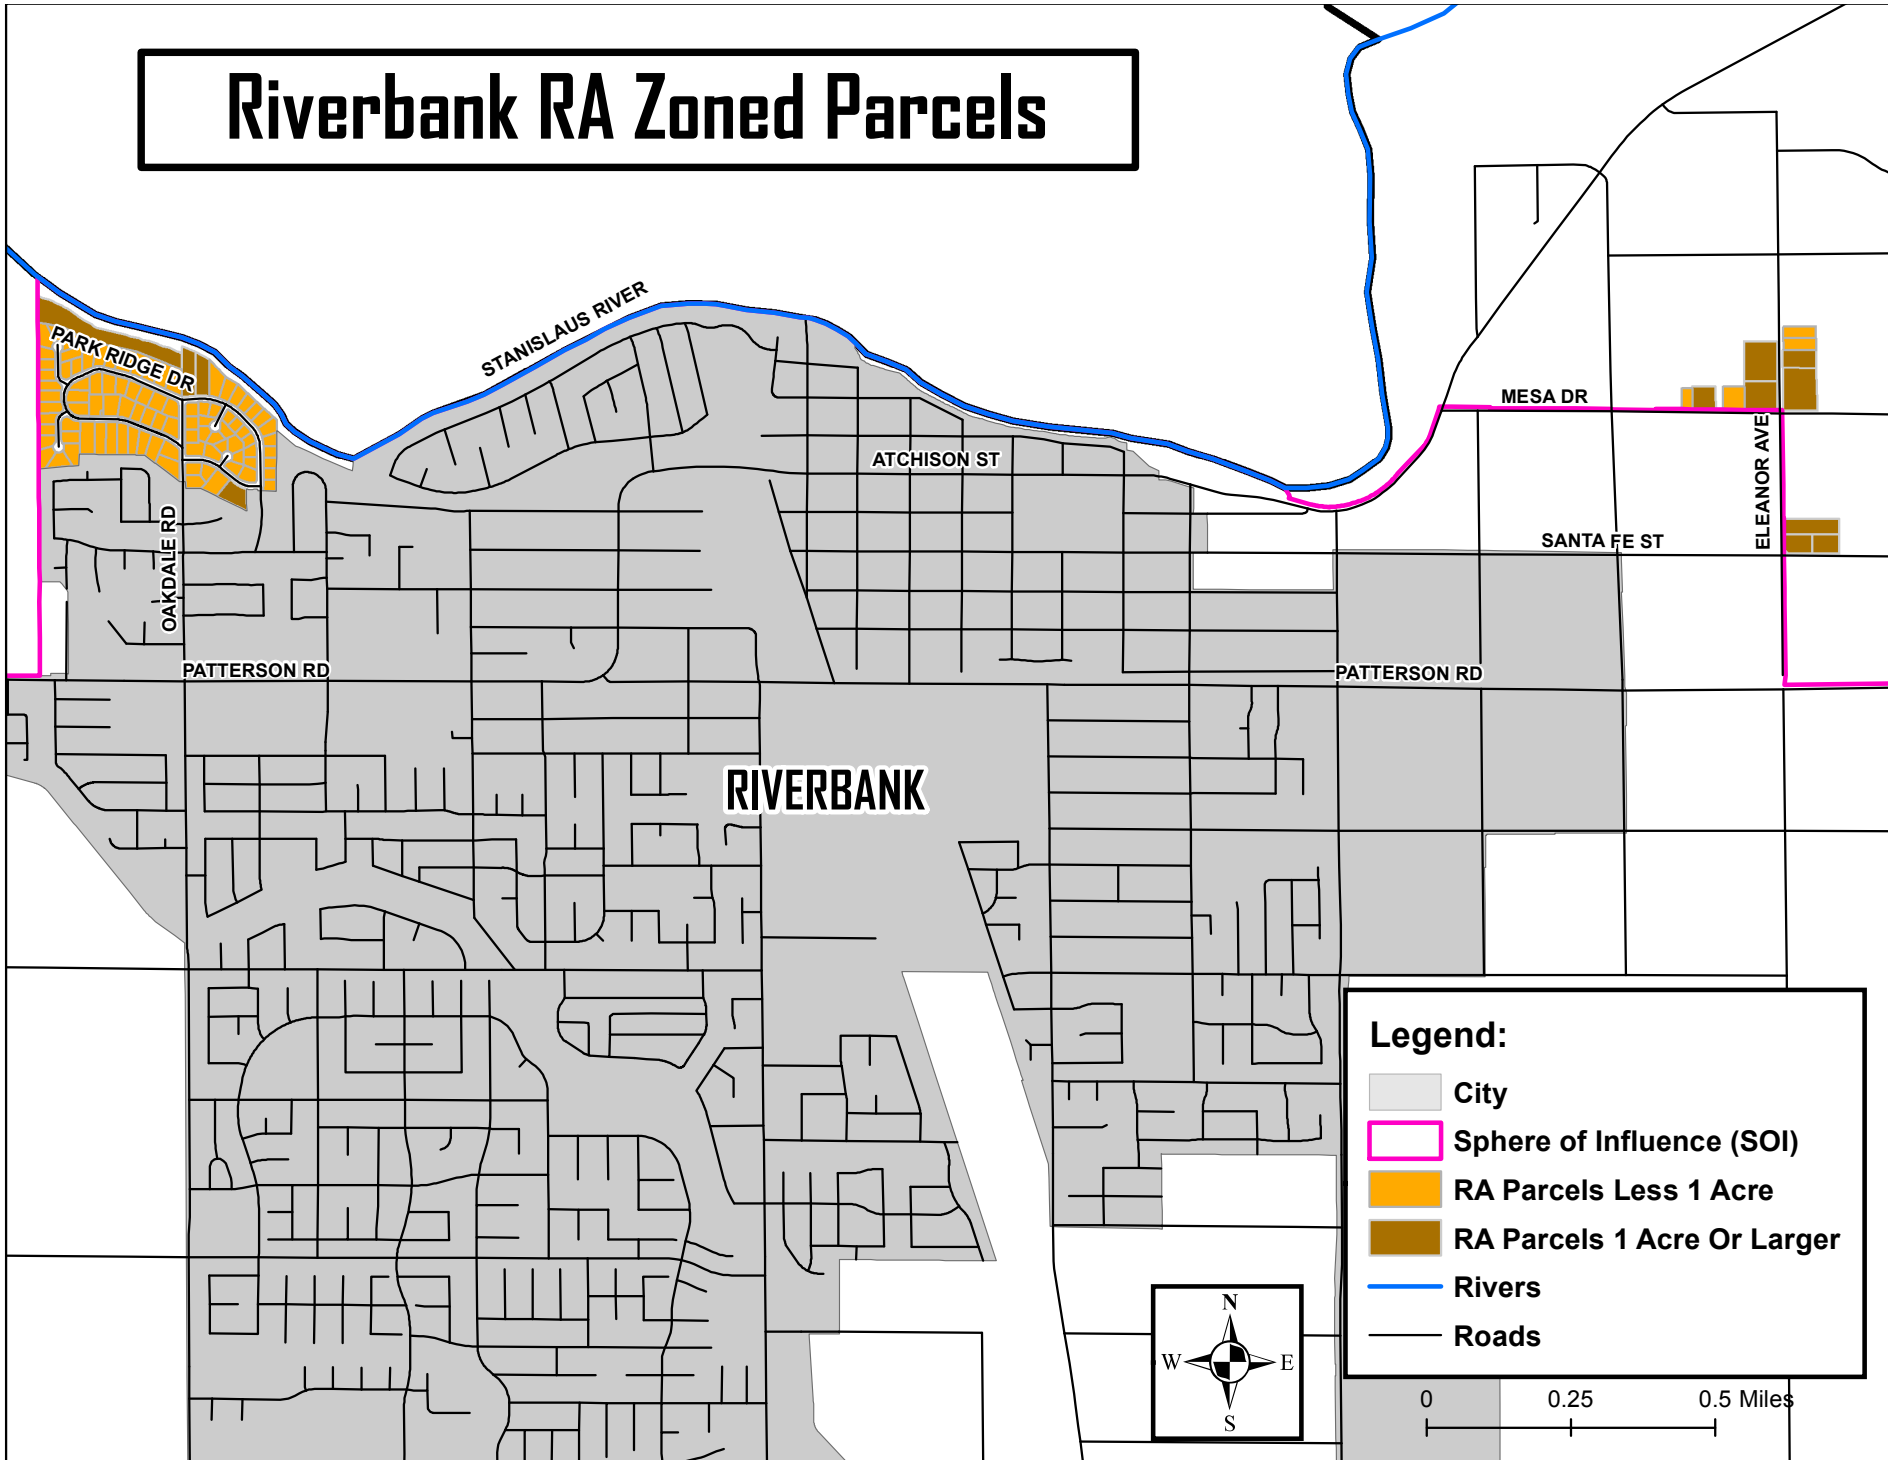 Riverbank RA Zoned Parcels
STANISLAUS RIVER
PARK RIDGE DR
MESA DR
ATCHISON ST
ELEANOR AVE
OAKDALE RD
SANTA FE ST
PATTERSON RD
PATTERSON RD
RIVERBANK
Legend:
City
Sphere of Influence (SOI)
RA Parcels Less 1 Acre
RA Parcels 1 Acre Or Larger
Rivers
Roads
N
W E
S
0 0.25 0.5 Miles